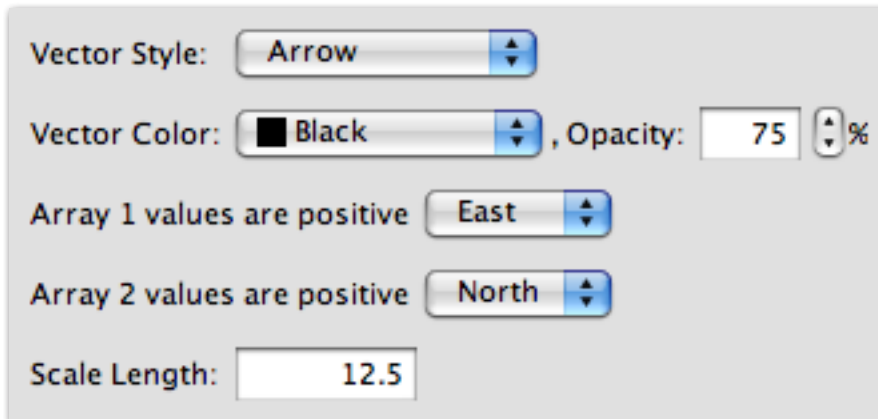 Vector Style: Arrow
Vector Color: Black , Opacity: 75 %
Array 1 values are positive East
Array 2 values are positive North
Scale Length: 12.5